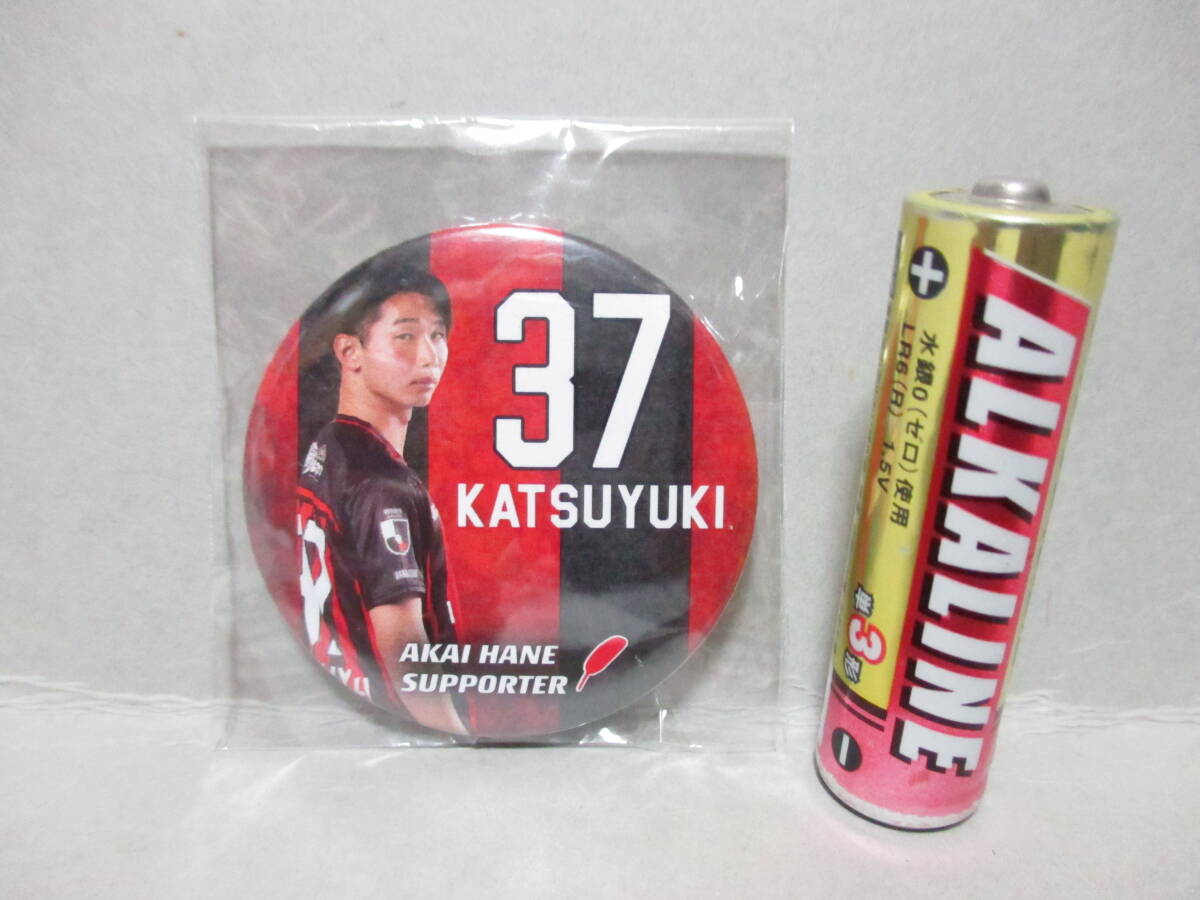 37
KATSUYUKI
AKAI HANE
SUPPORTER
ALKALINE
水銀0(ゼロ)使用
LR6(R) 1.5V
単3形